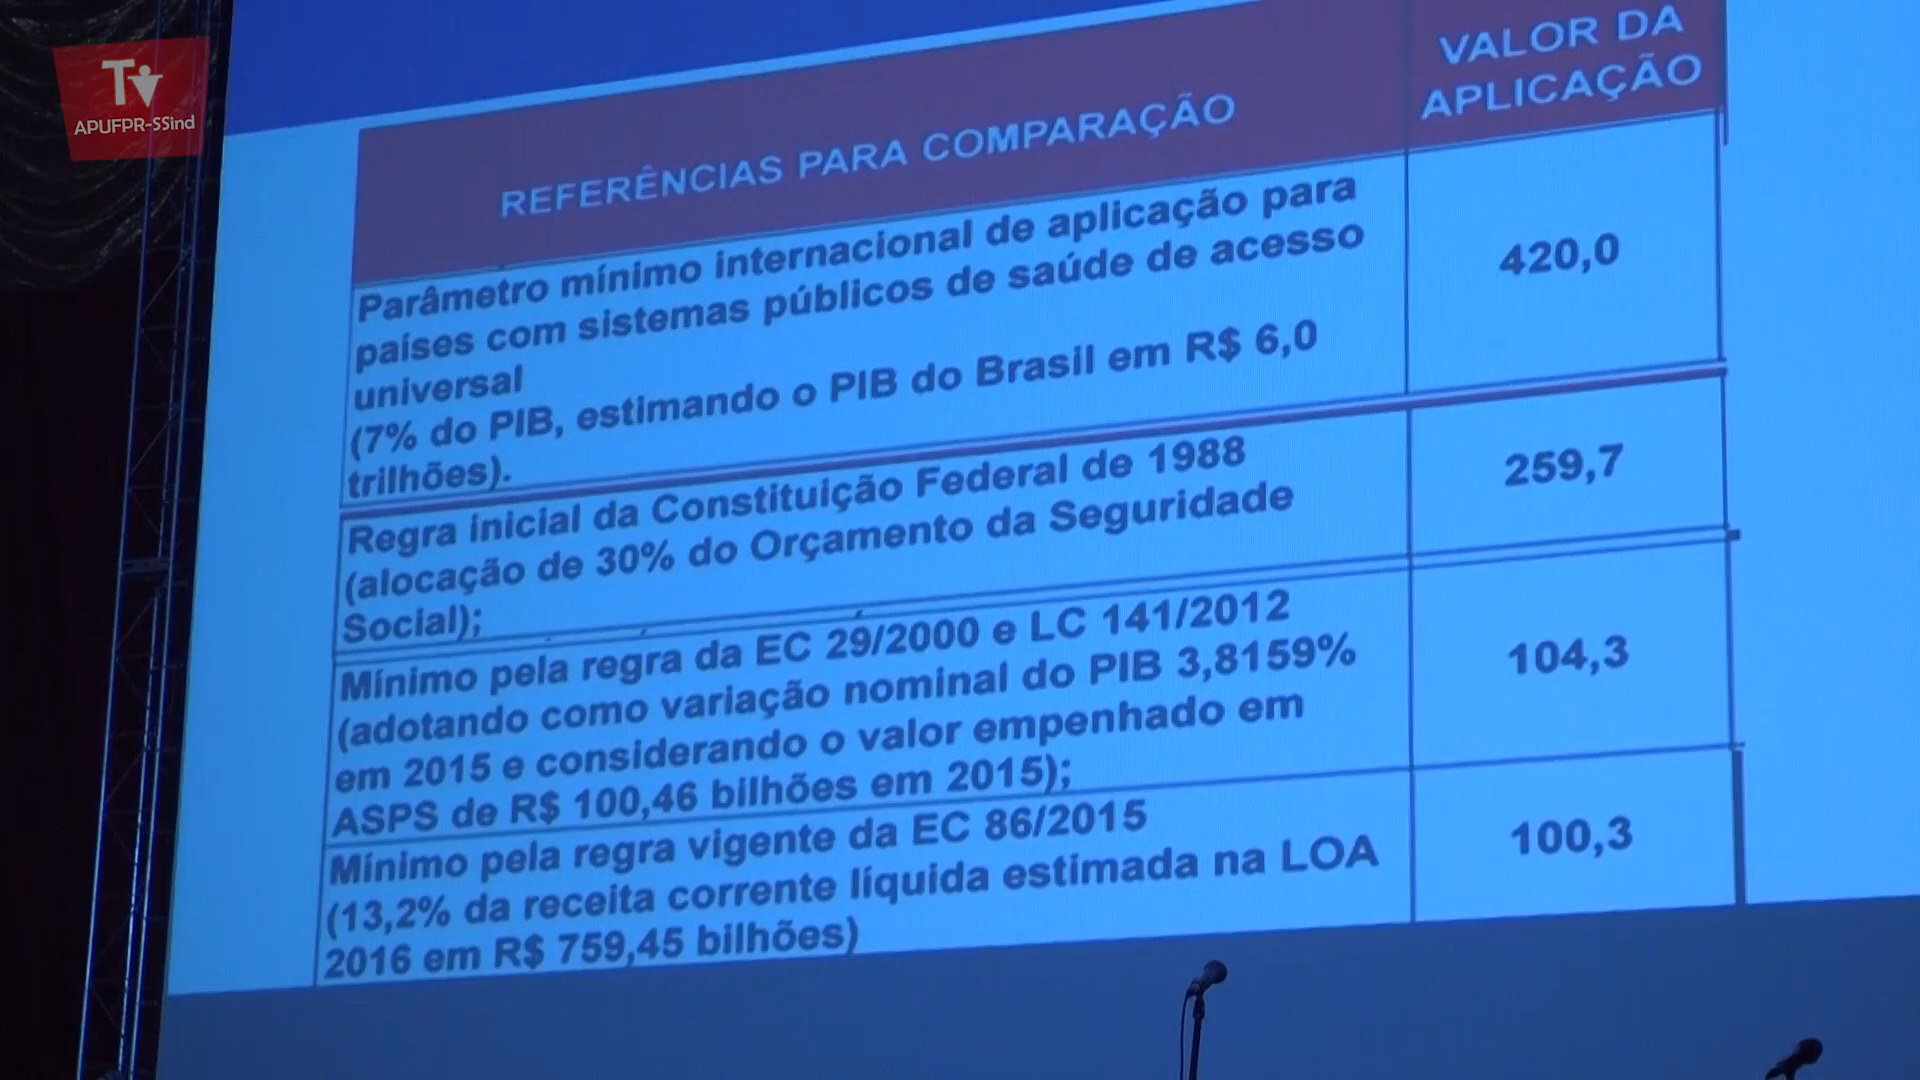 TV
APUFPR-SSind
REFERÊNCIAS PARA COMPARAÇÃO
VALOR DA
APLICAÇÃO
Parâmetro mínimo internacional de aplicação para
países com sistemas públicos de saúde de acesso
universal
(7% do PIB, estimando o PIB do Brasil em R$ 6,0
trilhões).
420,0
Regra inicial da Constituição Federal de 1988
(alocação de 30% do Orçamento da Seguridade
Social);
259,7
Mínimo pela regra da EC 29/2000 e LC 141/2012
(adotando como variação nominal do PIB 3,8159%
em 2015 e considerando o valor empenhado em
ASPS de R$ 100,46 bilhões em 2015);
104,3
Mínimo pela regra vigente da EC 86/2015
(13,2% da receita corrente líquida estimada na LOA
2016 em R$ 759,45 bilhões)
100,3